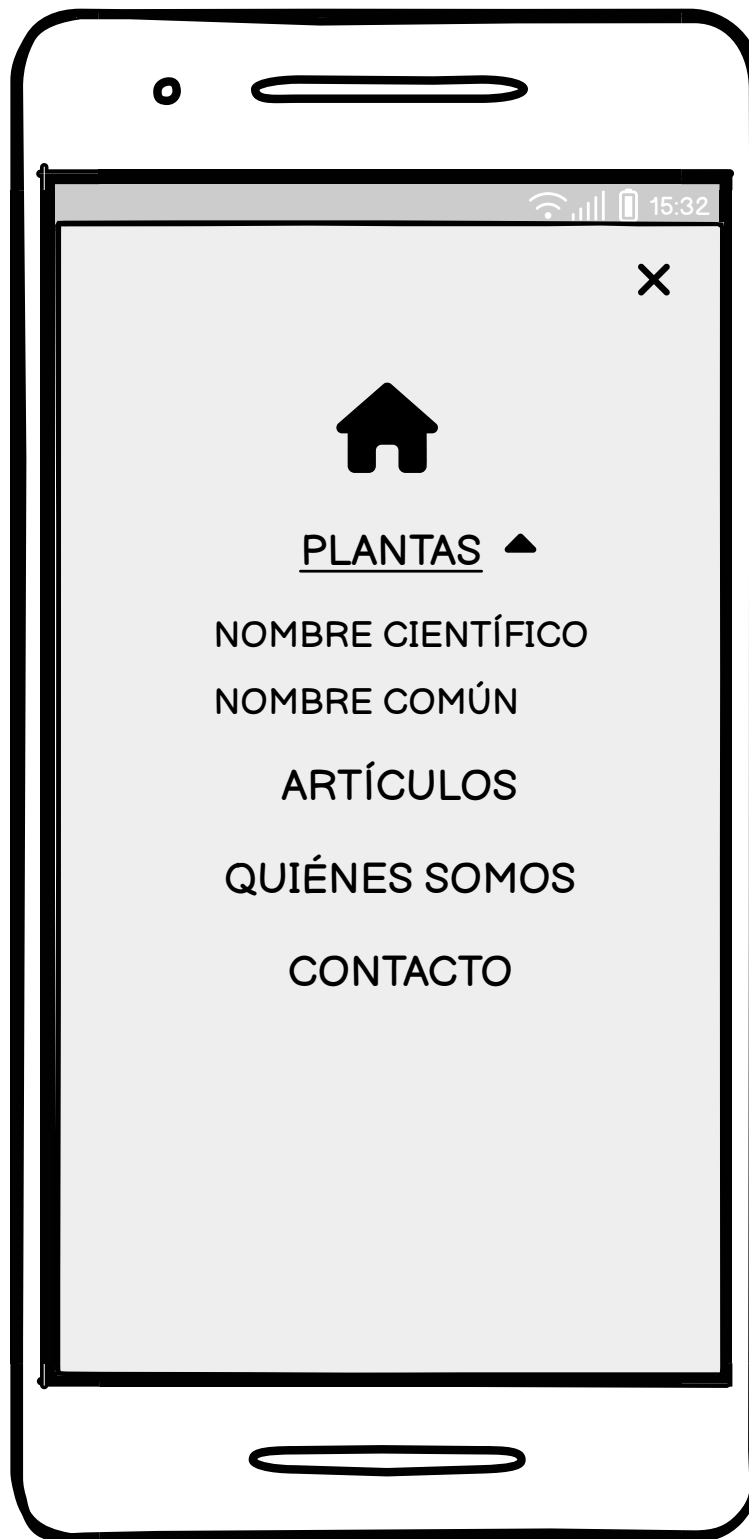 15:32
PLANTAS
NOMBRE CIENTÍFICO
NOMBRE COMÚN
ARTÍCULOS
QUIÉNES SOMOS
CONTACTO